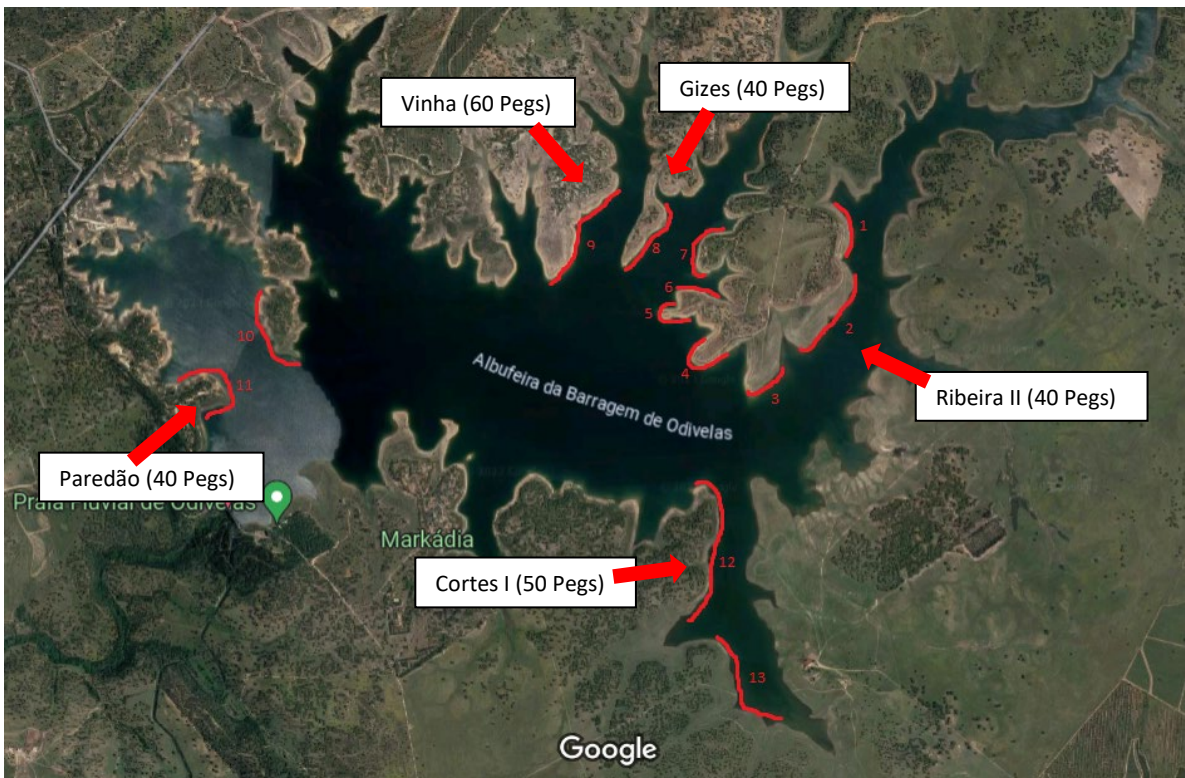 Vinha (60 Pegs)
Gizes (40 Pegs)
1
9
8
7
6
5
10
2
Albufeira da Barragem de Odivelas
4
11
3
Ribeira II (40 Pegs)
Paredão (40 Pegs)
Praia Fluvial de Odivelas
Markádia
12
Cortes I (50 Pegs)
13
Google